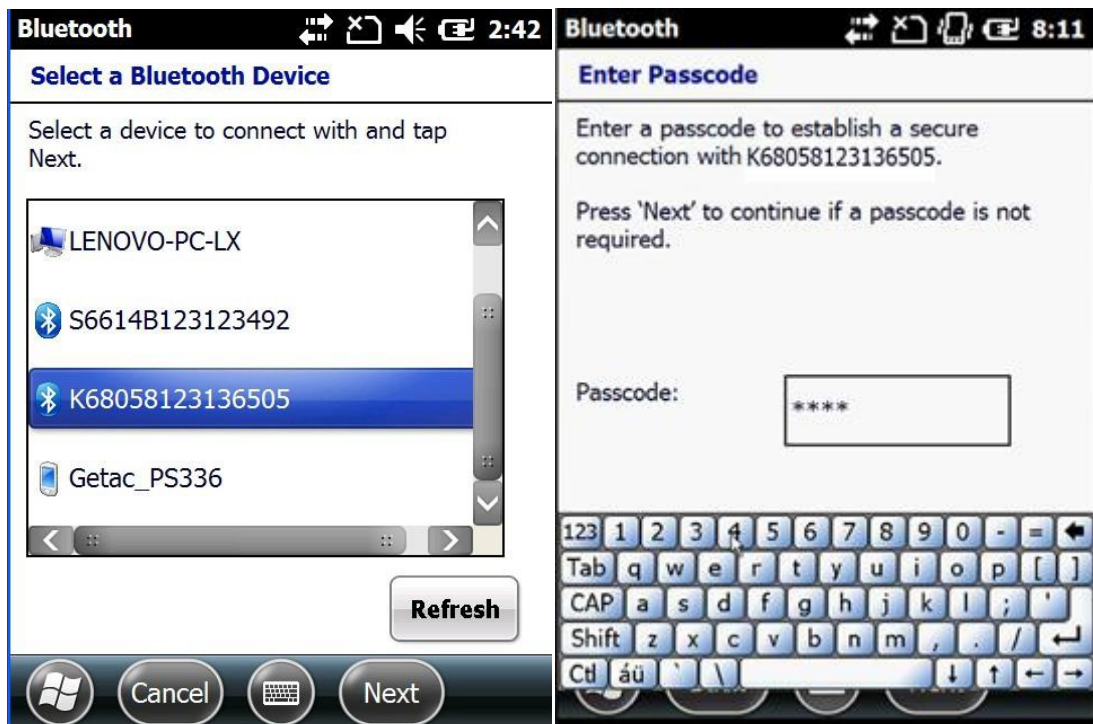 Bluetooth 2:42
Select a Bluetooth Device
Select a device to connect with and tap
Next.
LENOVO-PC-LX
S6614B123123492
K68058123136505
Getac_PS336
Refresh
Cancel Next
Bluetooth 8:11
Enter Passcode
Enter a passcode to establish a secure
connection with K68058123136505.
Press ‘Next’ to continue if a passcode is not
required.
Passcode: ****
123 1 2 3 4 5 6 7 8 9 0 - =
Tab q w e r t y u i o p [ ]
CAP a s d f g h j k l ; '
Shift z x c v b n m , . /
Ctl áü ` \